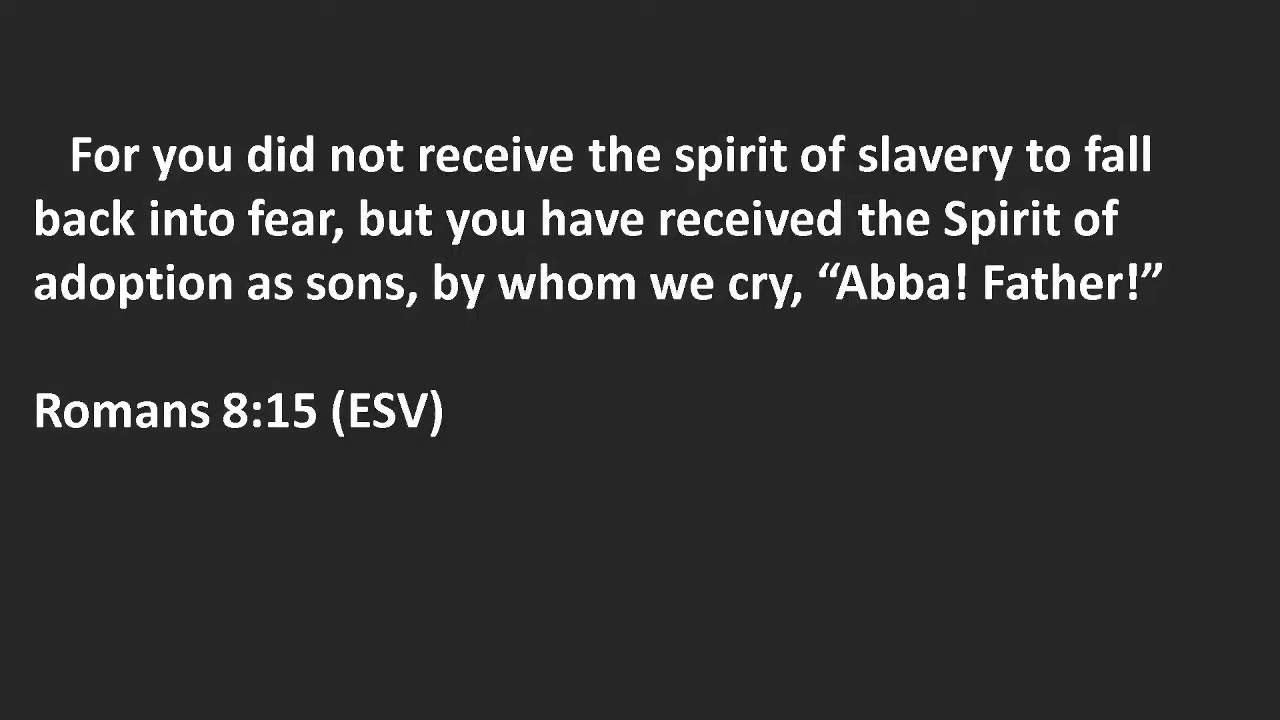 For you did not receive the spirit of slavery to fall
back into fear, but you have received the Spirit of
adoption as sons, by whom we cry, “Abba! Father!”
Romans 8:15 (ESV)